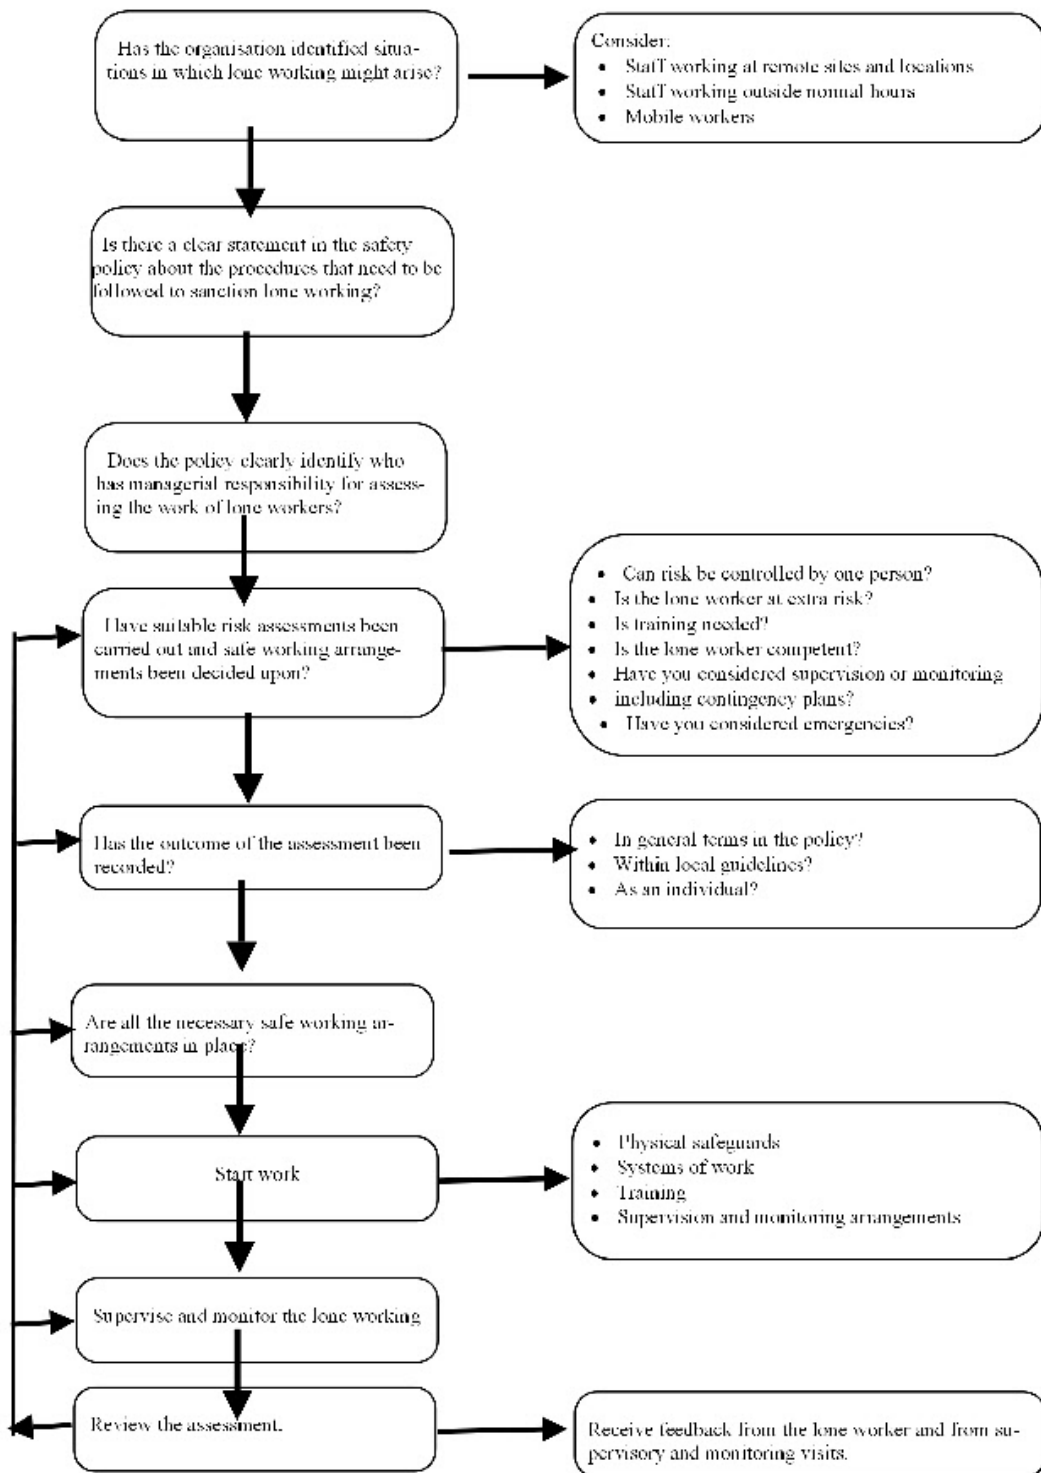 Has the organisation identified situa-
tions in which lone working might arise?
Consider:
• Staff working at remote sites and locations
• Staff working outside normal hours
• Mobile workers
Is there a clear statement in the safety
policy about the procedures that need to be
followed to sanction lone working?
Does the policy clearly identify who
has managerial responsibility for assess-
ing the work of lone workers?
Have suitable risk assessments been
carried out and safe working arrange-
ments been decided upon?
• Can risk be controlled by one person?
• Is the lone worker at extra risk?
• Is training needed?
• Is the lone worker competent?
• Have you considered supervision or monitoring
• including contingency plans?
• Have you considered emergencies?
Has the outcome of the assessment been
recorded?
• In general terms in the policy?
• Within local guidelines?
• As an individual?
Are all the necessary safe working ar-
rangements in place?
Start work
• Physical safeguards
• Systems of work
• Training
• Supervision and monitoring arrangements
Supervise and monitor the lone working
Review the assessment.
Receive feedback from the lone worker and from su-
pervisory and monitoring visits.